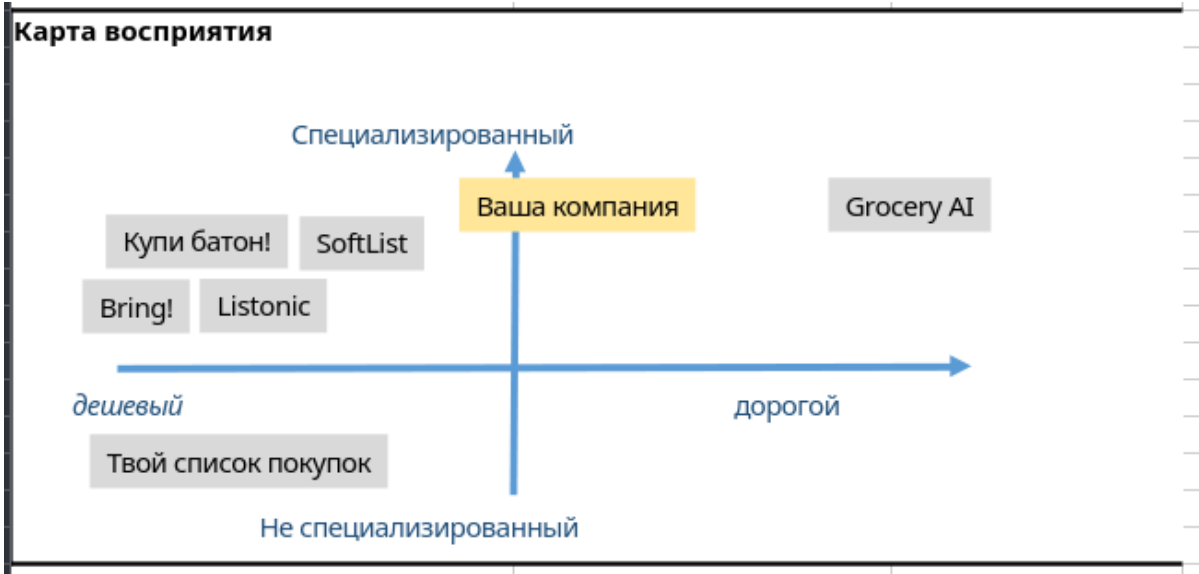 Карта восприятия
Специализированный
Ваша компания
Grocery AI
Купи батон!
SoftList
Bring!
Listonic
дешевый
дорогой
Твой список покупок
Не специализированный